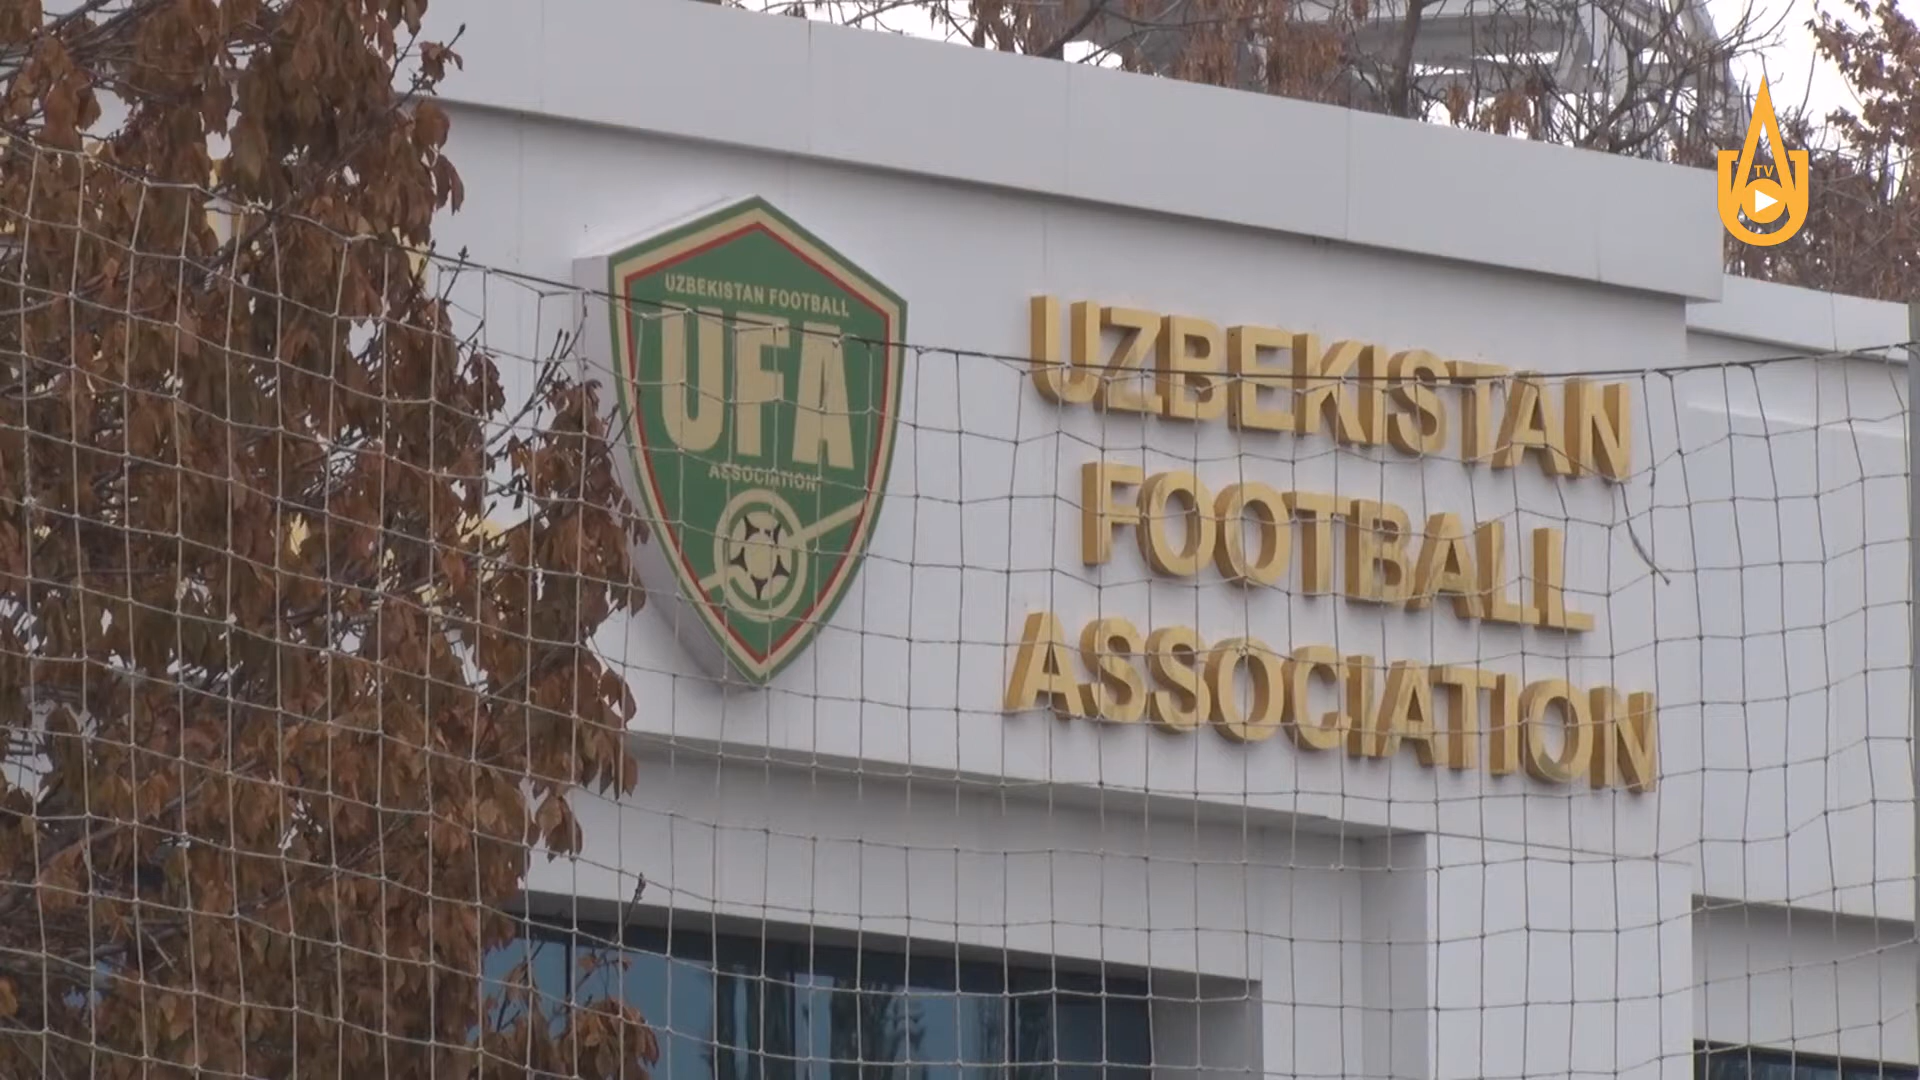 UZBEKISTAN FOOTBALL
UFA
ASSOCIATION
UZBEKISTAN
FOOTBALL
ASSOCIATION
TV